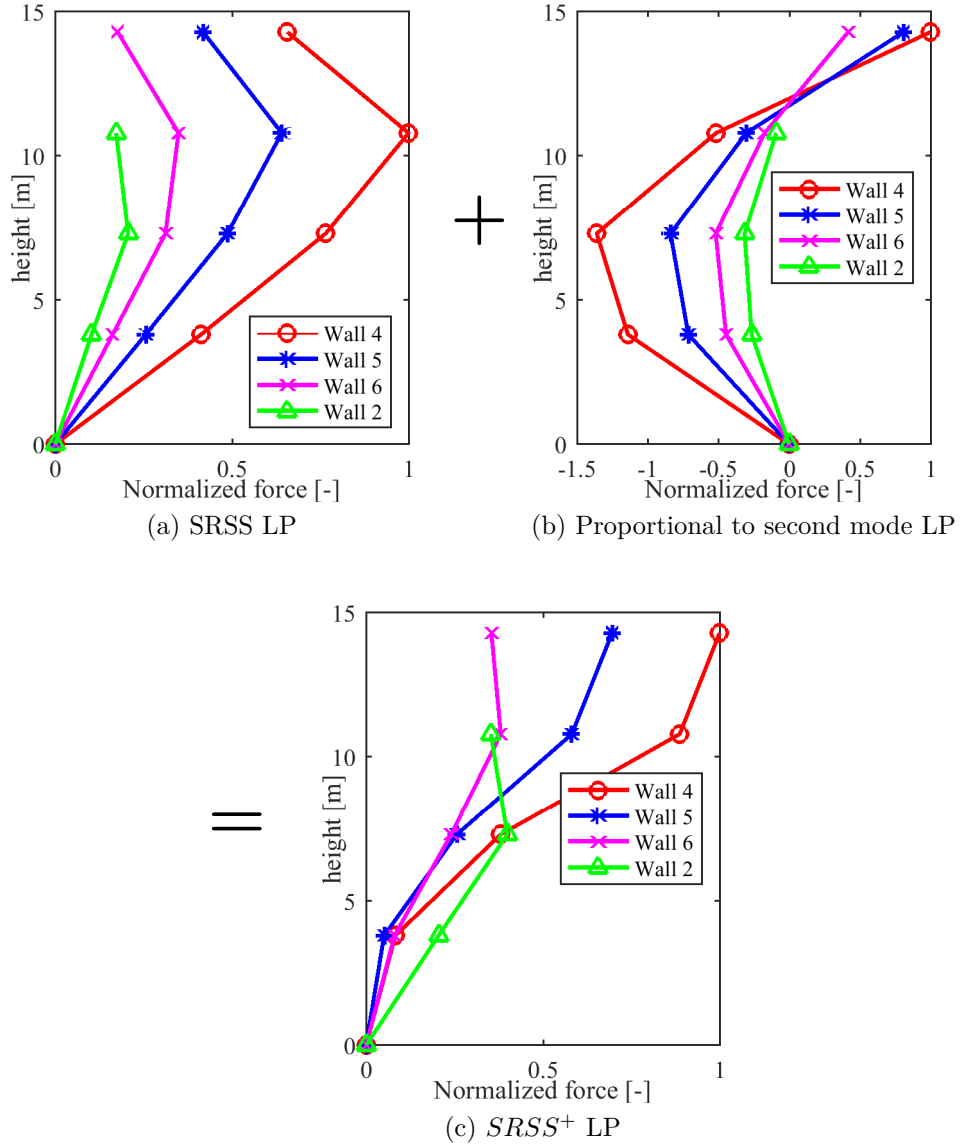 15
10
5
0
height [m]
Wall 4
Wall 5
Wall 6
Wall 2
0 0.5 1
Normalized force [-]
(a) SRSS LP
+
15
10
5
0
height [m]
Wall 4
Wall 5
Wall 6
Wall 2
-1.5 -1 -0.5 0 0.5 1
Normalized force [-]
(b) Proportional to second mode LP
=
15
10
5
0
height [m]
Wall 4
Wall 5
Wall 6
Wall 2
0 0.5 1
Normalized force [-]
(c) SRSS⁺ LP